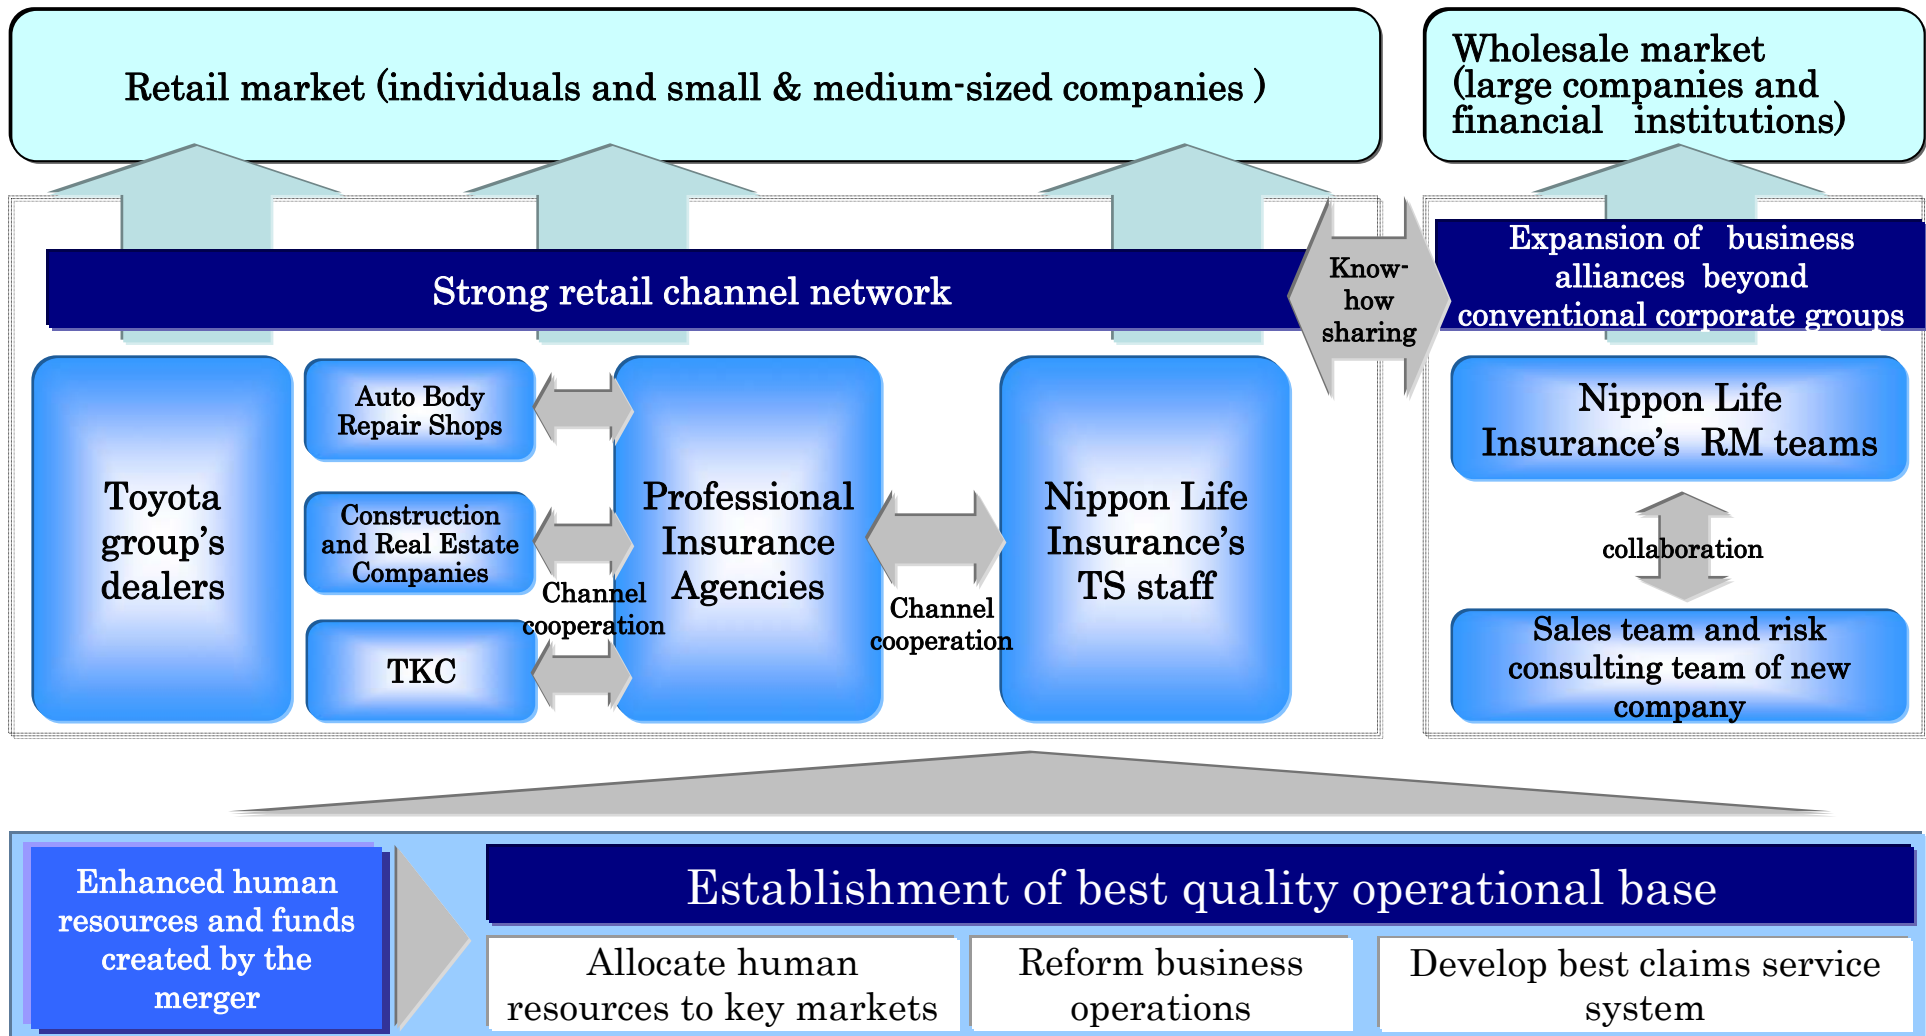 Retail market (individuals and small & medium-sized companies )
Wholesale market
(large companies and
financial institutions)
Strong retail channel network
Know-
how
sharing
Expansion of business
alliances beyond
conventional corporate groups
Toyota
group's
dealers
Auto Body
Repair Shops
Construction
and Real Estate
Companies
TKC
Channel
cooperation
Professional
Insurance
Agencies
Channel
cooperation
Nippon Life
Insurance's
TS staff
Nippon Life
Insurance's RM teams
collaboration
Sales team and risk
consulting team of new
company
Enhanced human
resources and funds
created by the
merger
Establishment of best quality operational base
Allocate human
resources to key markets
Reform business
operations
Develop best claims service
system